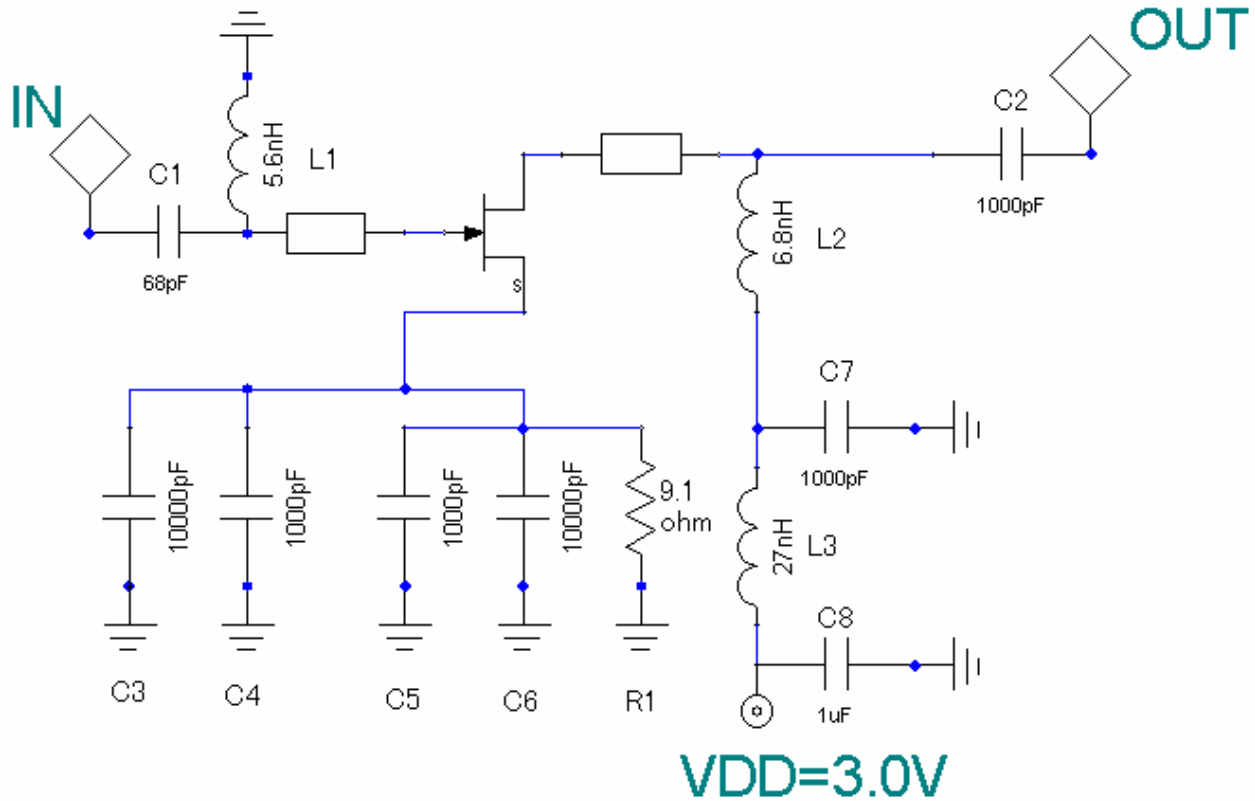 OUT
IN
C1
68pF
5.6nH
L1
C2
1000pF
6.8nH
L2
S
C7
1000pF
10000pF
1000pF
1000pF
10000pF
9.1
ohm
27nH
L3
C8
1uF
C3
C4
C5
C6
R1
VDD=3.0V